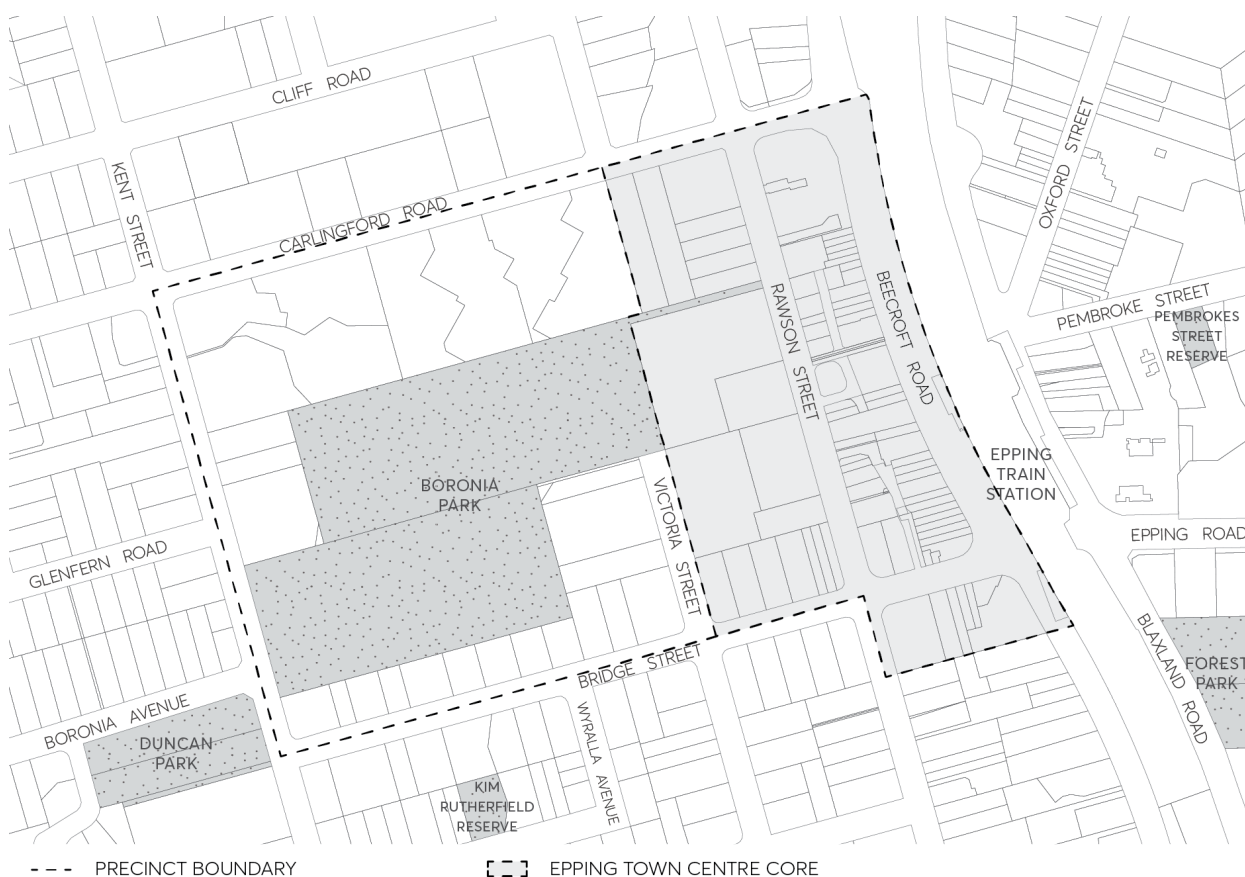 CLIFF ROAD
OXFORD STREET
KENT STREET
CARLINGFORD ROAD
PEMBROKE STREET
PEMBROKES
STREET
RESERVE
RAWSON STREET
BEECROFT ROAD
EPPING
TRAIN
STATION
BORONIA
PARK
VICTORIA STREET
EPPING ROAD
GLENFERN ROAD
BLAXLAND ROAD
FOREST
PARK
BRIDGE STREET
BORONIA AVENUE
DUNCAN
PARK
WYRALLA AVENUE
KIM
RUTHERFIELD
RESERVE
PRECINCT BOUNDARY
EPPING TOWN CENTRE CORE